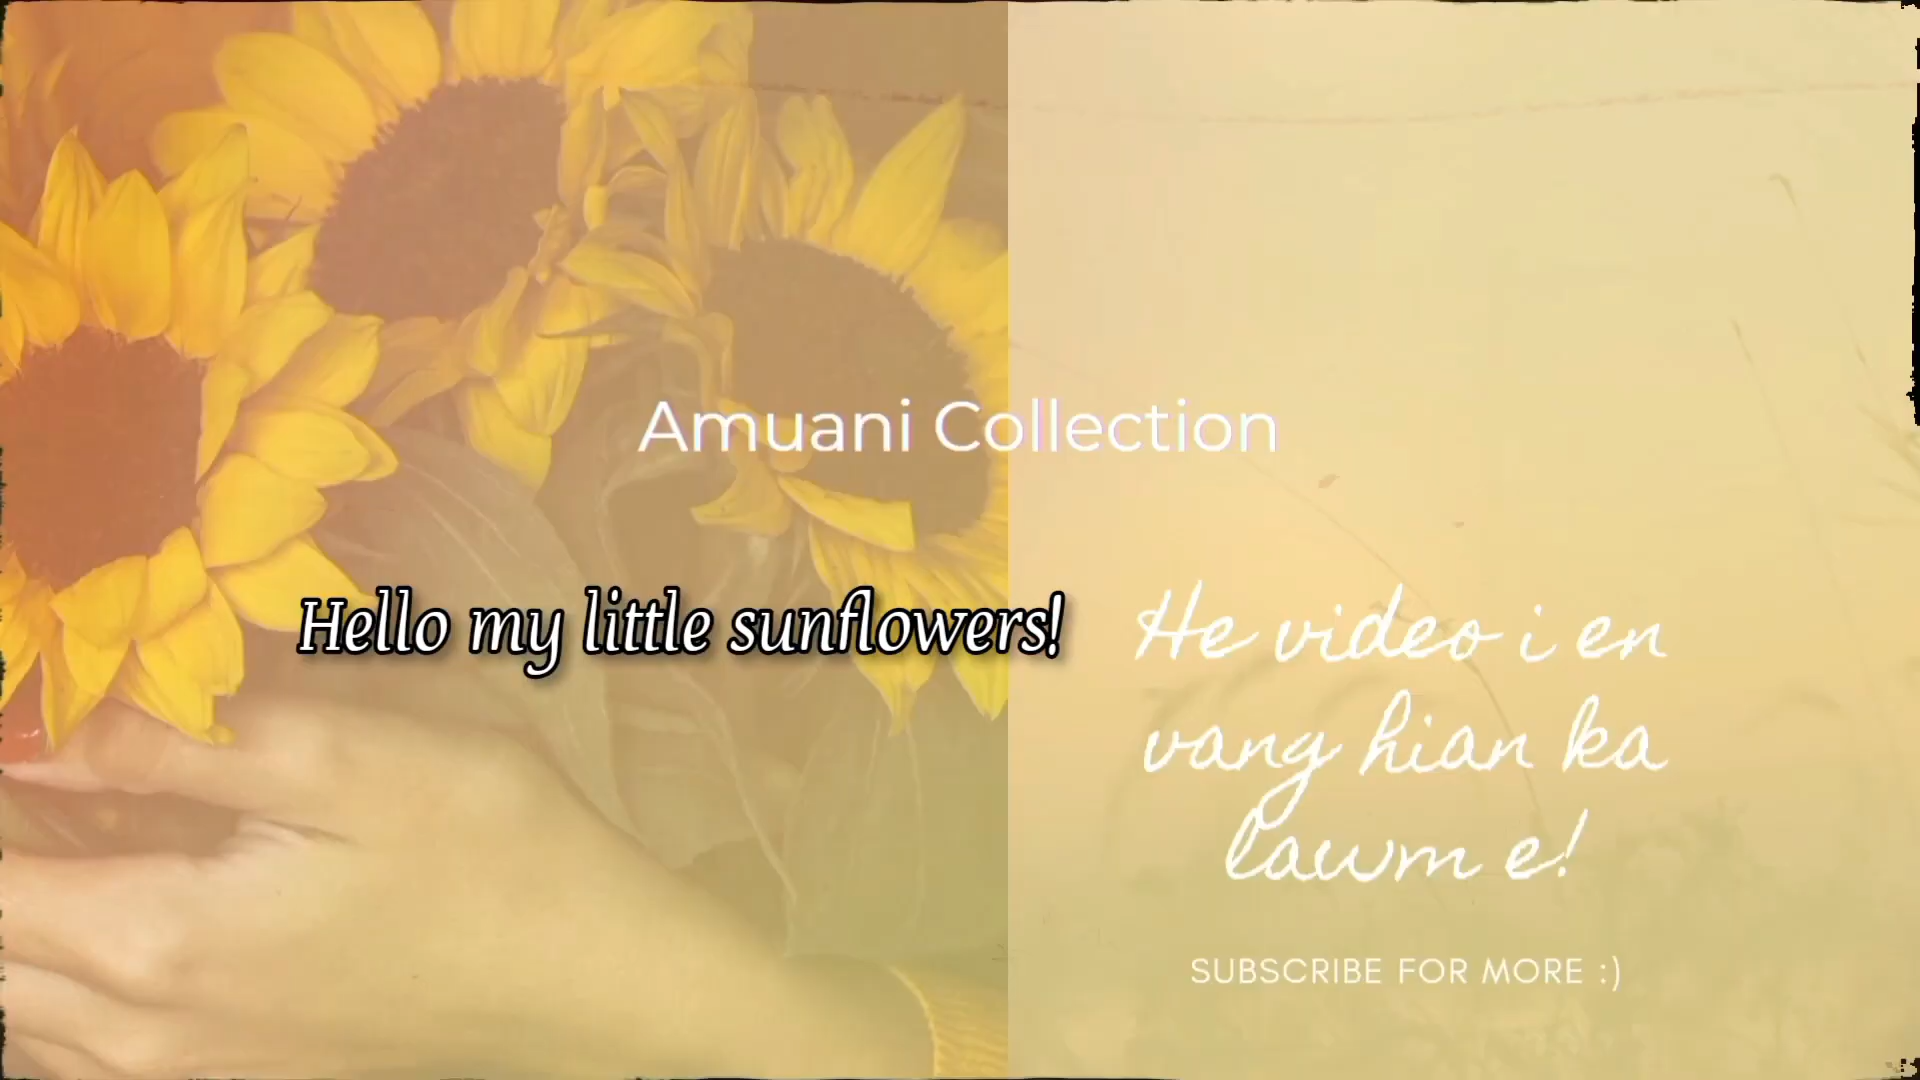 Amuani Collection
Hello my little sunflowers!
He video i en
vang hian ka
lawm e!
SUBSCRIBE FOR MORE :)